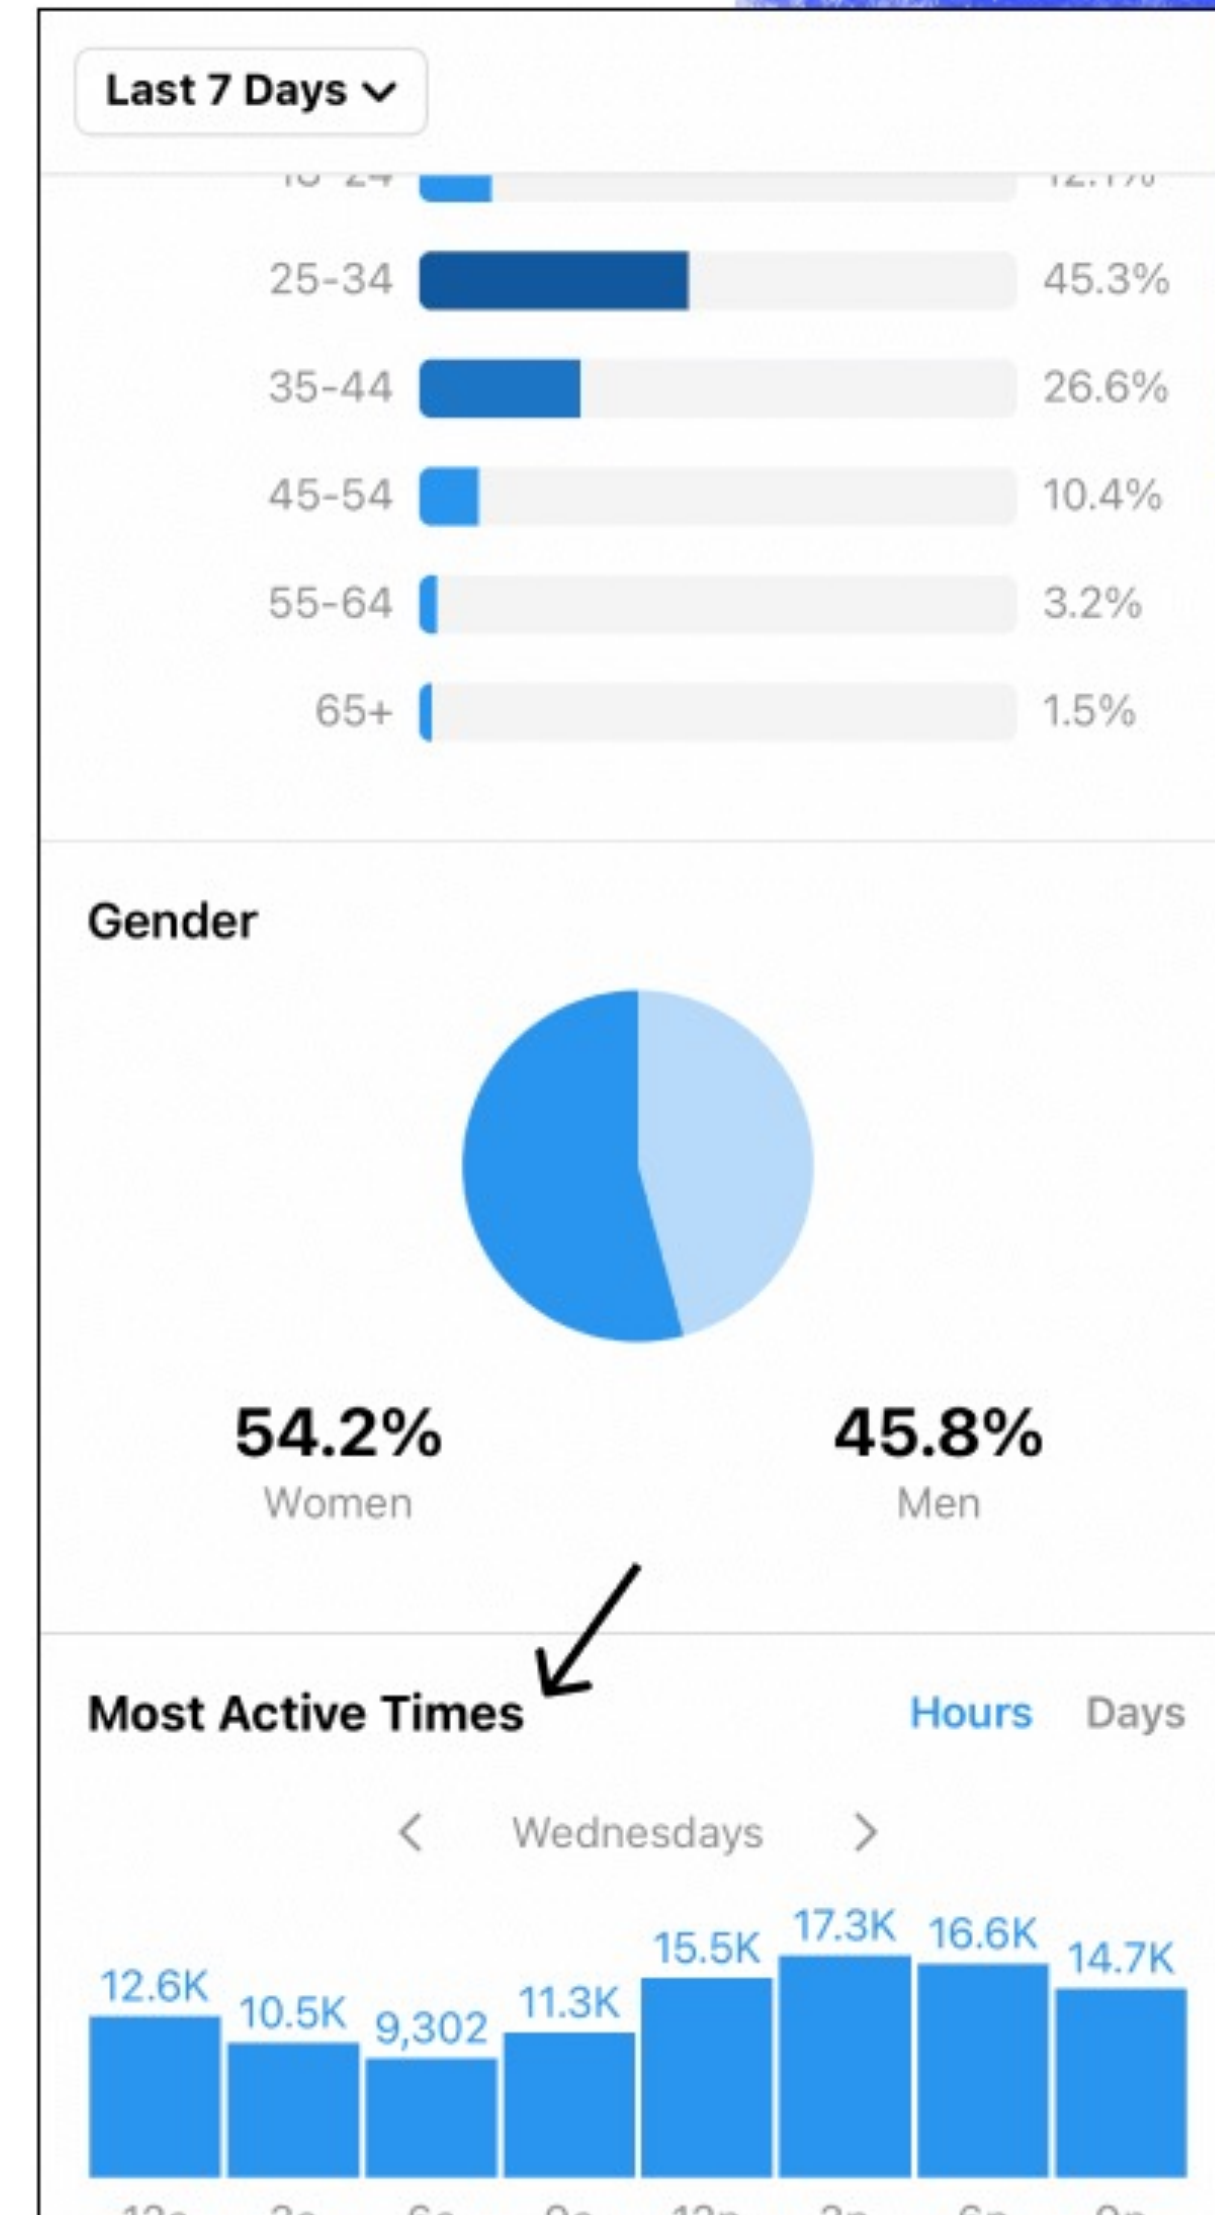 Last 7 Days
25-34 45.3%
35-44 26.6%
45-54 10.4%
55-64 3.2%
65+ 1.5%
Gender
54.2% 45.8%
Women Men
Most Active Times Hours Days
Wednesdays
12.6K 10.5K 9,302 11.3K 15.5K 17.3K 16.6K 14.7K